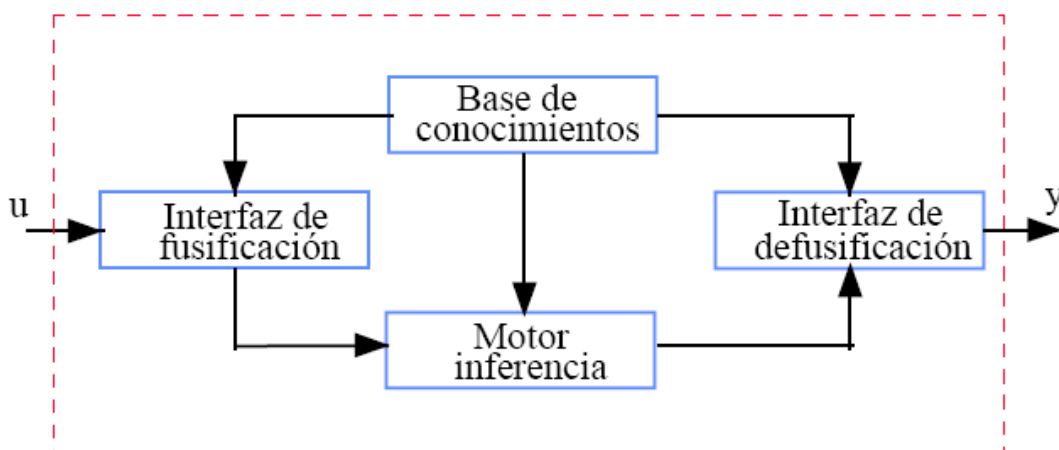 Base de
conocimientos
u
Interfaz de
fusificación
Interfaz de
defusificación
y
Motor
inferencia